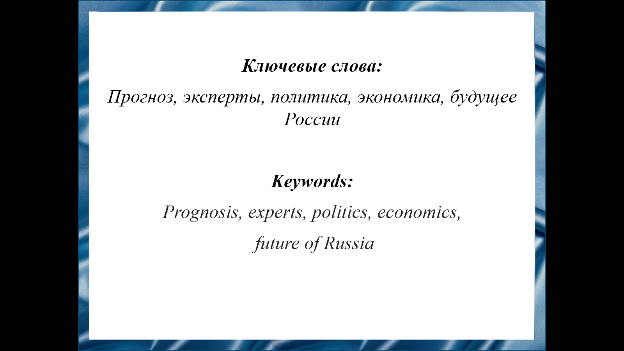 Ключевые слова:
Прогноз, эксперты, политика, экономика, будущее
России
Keywords:
Prognosis, experts, politics, economics,
future of Russia